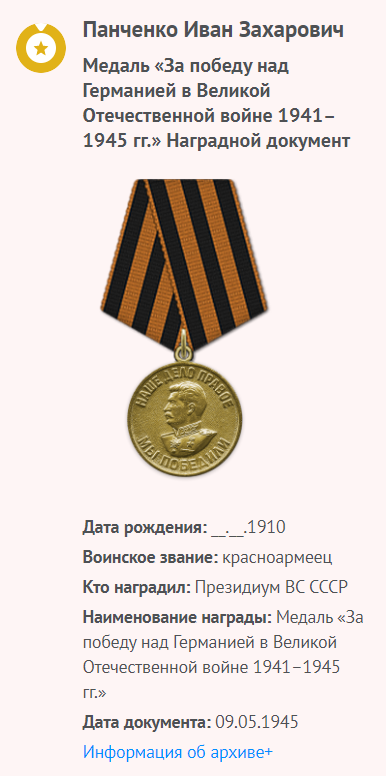 Панченко Иван Захарович
Медаль «За победу над
Германией в Великой
Отечественной войне 1941–
1945 гг.» Наградной документ
НАШЕ ДЕЛО ПРАВОЕ
МЫ ПОБЕДИЛИ
Дата рождения: __.__.1910
Воинское звание: красноармеец
Кто наградил: Президиум ВС СССР
Наименование награды: Медаль «За
победу над Германией в Великой
Отечественной войне 1941–1945
гг.»
Дата документа: 09.05.1945
Информация об архиве+